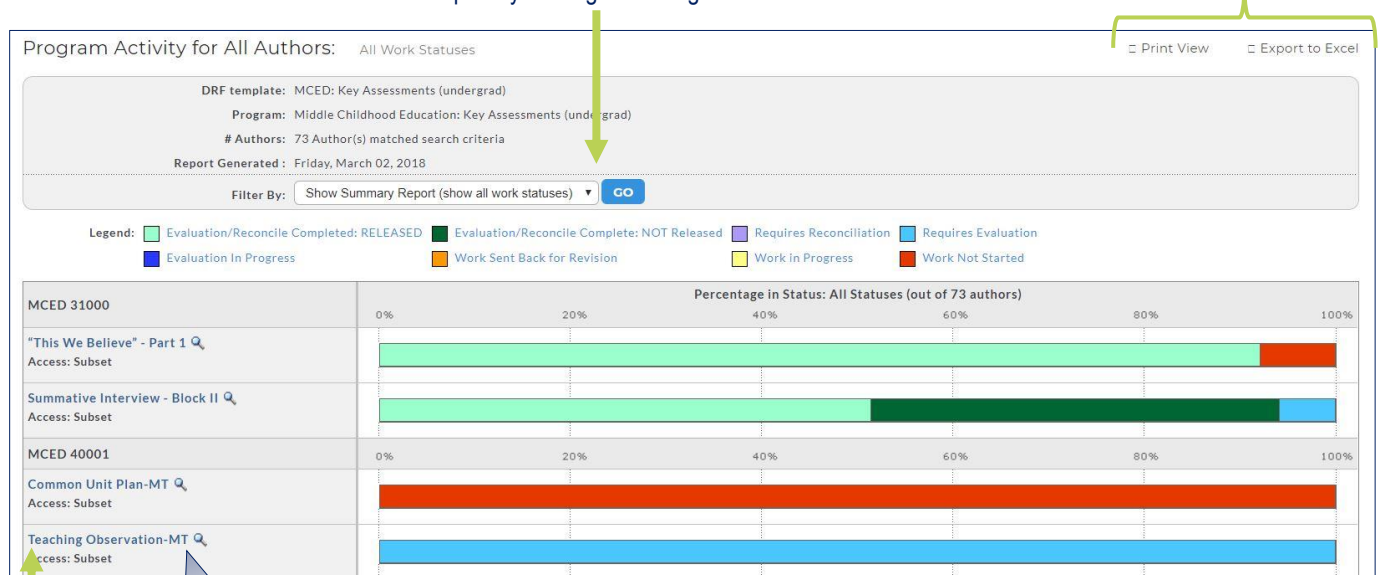 Program Activity for All Authors: All Work Statuses Print View Export to Excel
DRF template: MCED: Key Assessments (undergrad)
Program: Middle Childhood Education: Key Assessments (undergrad)
# Authors: 73 Author(s) matched search criteria
Report Generated : Friday, March 02, 2018
Filter By: Show Summary Report (show all work statuses) GO
Legend: Evaluation/Reconcile Completed: RELEASED Evaluation/Reconcile Complete: NOT Released Requires Reconciliation Requires Evaluation
Evaluation In Progress Work Sent Back for Revision Work in Progress Work Not Started
MCED 31000
Percentage in Status: All Statuses (out of 73 authors)
0% 20% 40% 60% 80% 100%
"This We Believe" - Part 1
Access: Subset
Summative Interview - Block II
Access: Subset
MCED 40001 0% 20% 40% 60% 80% 100%
Common Unit Plan-MT
Access: Subset
Teaching Observation-MT
Access: Subset